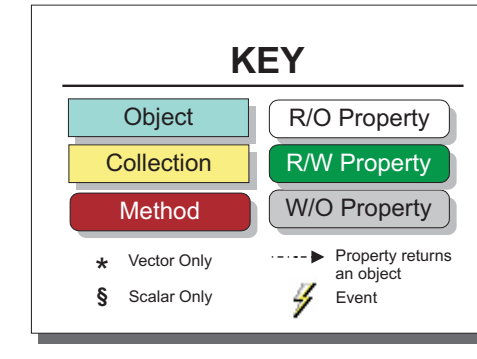 KEY
Object
R/O Property
Collection
R/W Property
Method
W/O Property
* Vector Only
Property returns
an object
§ Scalar Only
Event